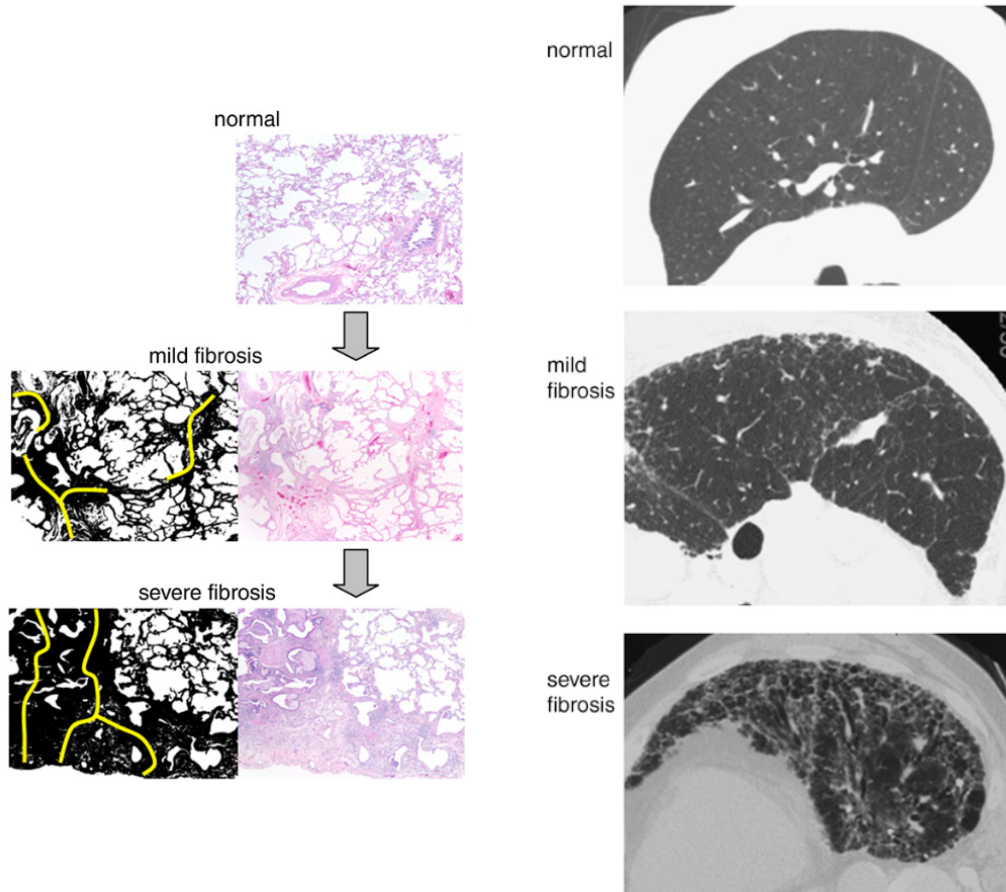 normal
mild fibrosis
severe fibrosis
normal
mild
fibrosis
severe
fibrosis